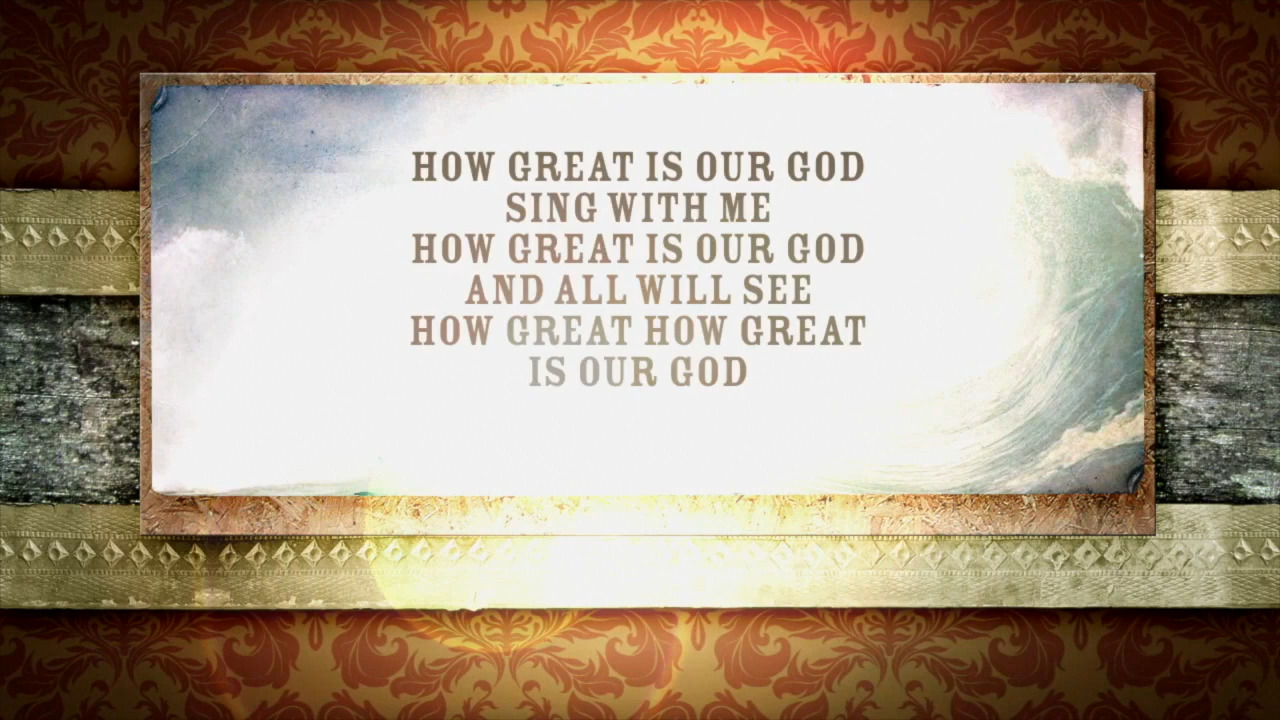 HOW GREAT IS OUR GOD
SING WITH ME
HOW GREAT IS OUR GOD
AND ALL WILL SEE
HOW GREAT HOW GREAT
IS OUR GOD